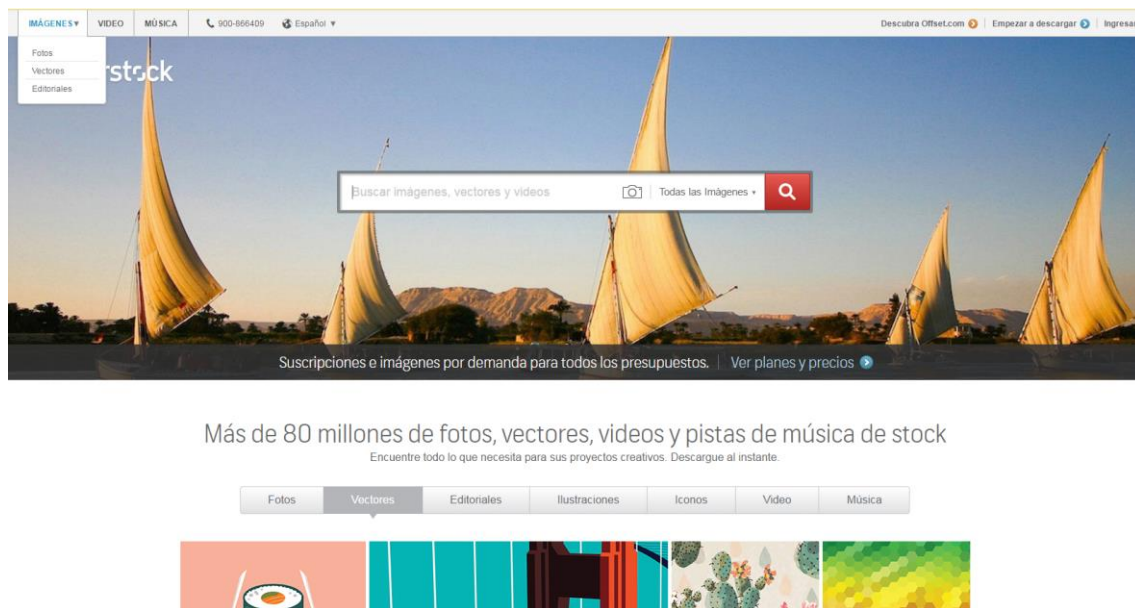 IMÁGENES▾ VIDEO MÚSICA 900-866409 Español ▾ Descubra Offset.com Empezar a descargar Ingresar
Fotos
Vectores
Editoriales
rstock
Buscar imágenes, vectores y videos Todas las Imágenes ▾
Suscripciones e imágenes por demanda para todos los presupuestos. | Ver planes y precios
Más de 80 millones de fotos, vectores, videos y pistas de música de stock
Encuentre todo lo que necesita para sus proyectos creativos. Descargue al instante.
Fotos Vectores Editoriales Ilustraciones Iconos Video Música